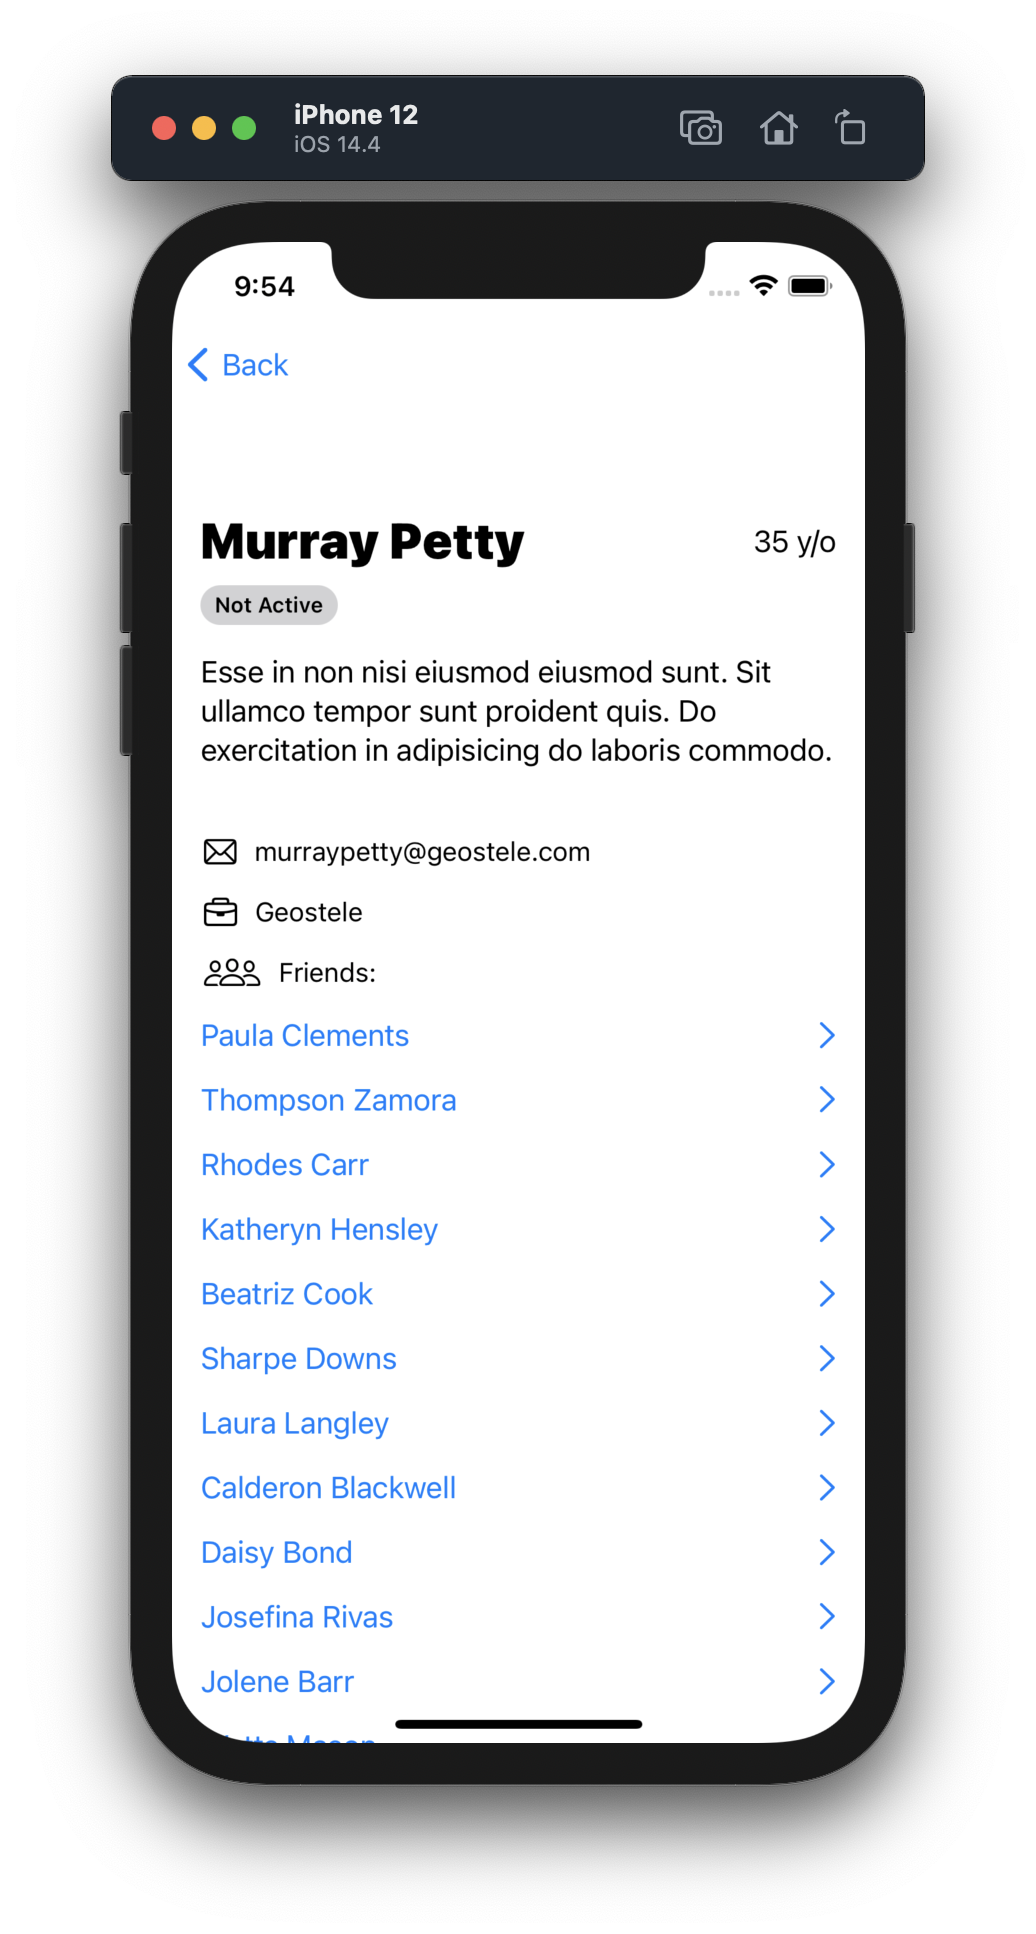 iPhone 12
iOS 14.4
9:54
Back
Murray Petty
35 y/o
Not Active
Esse in non nisi eiusmod eiusmod sunt. Sit
ullamco tempor sunt proident quis. Do
exercitation in adipisicing do laboris commodo.
murraypetty@geostele.com
Geostele
Friends:
Paula Clements
Thompson Zamora
Rhodes Carr
Katheryn Hensley
Beatriz Cook
Sharpe Downs
Laura Langley
Calderon Blackwell
Daisy Bond
Josefina Rivas
Jolene Barr
Mason